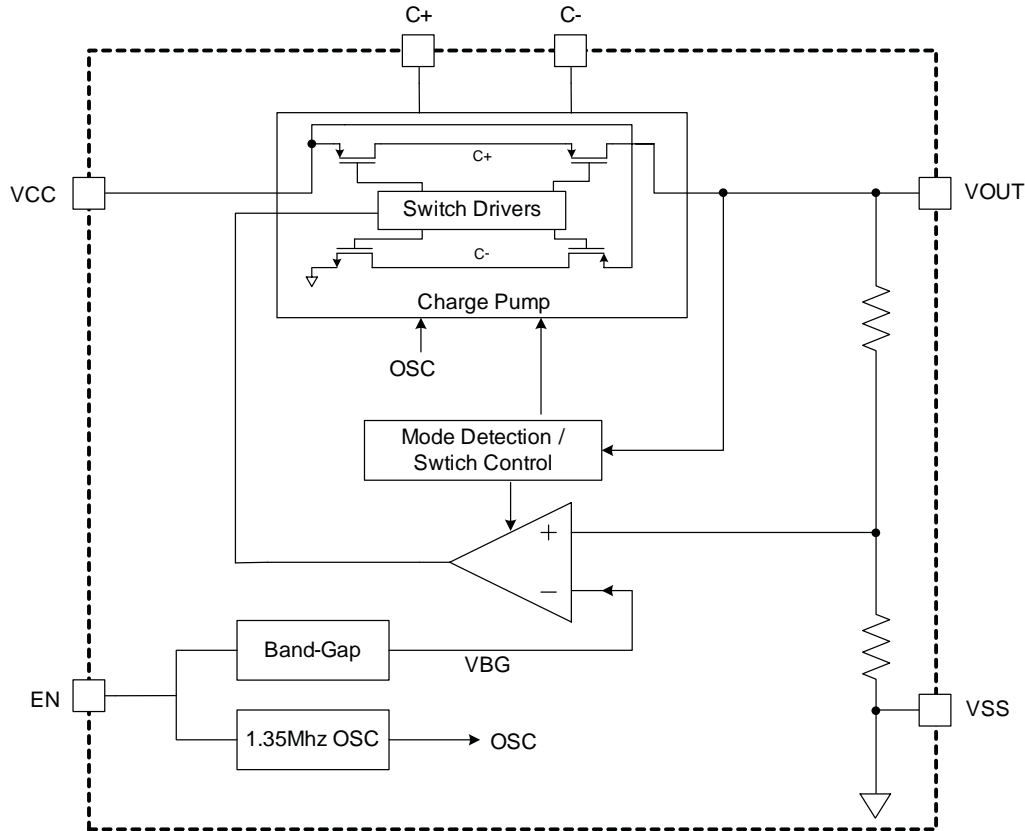 C+
C-
C+
VCC
Switch Drivers
VOUT
C-
Charge Pump
OSC
Mode Detection /
Swtich Control
+
−
Band-Gap
VBG
EN
VSS
1.35Mhz OSC
OSC